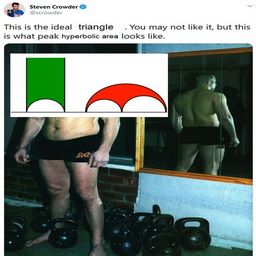 Steven Crowder
@scrowder
This is the ideal triangle . You may not like it, but this
is what peak hyperbolic area looks like.